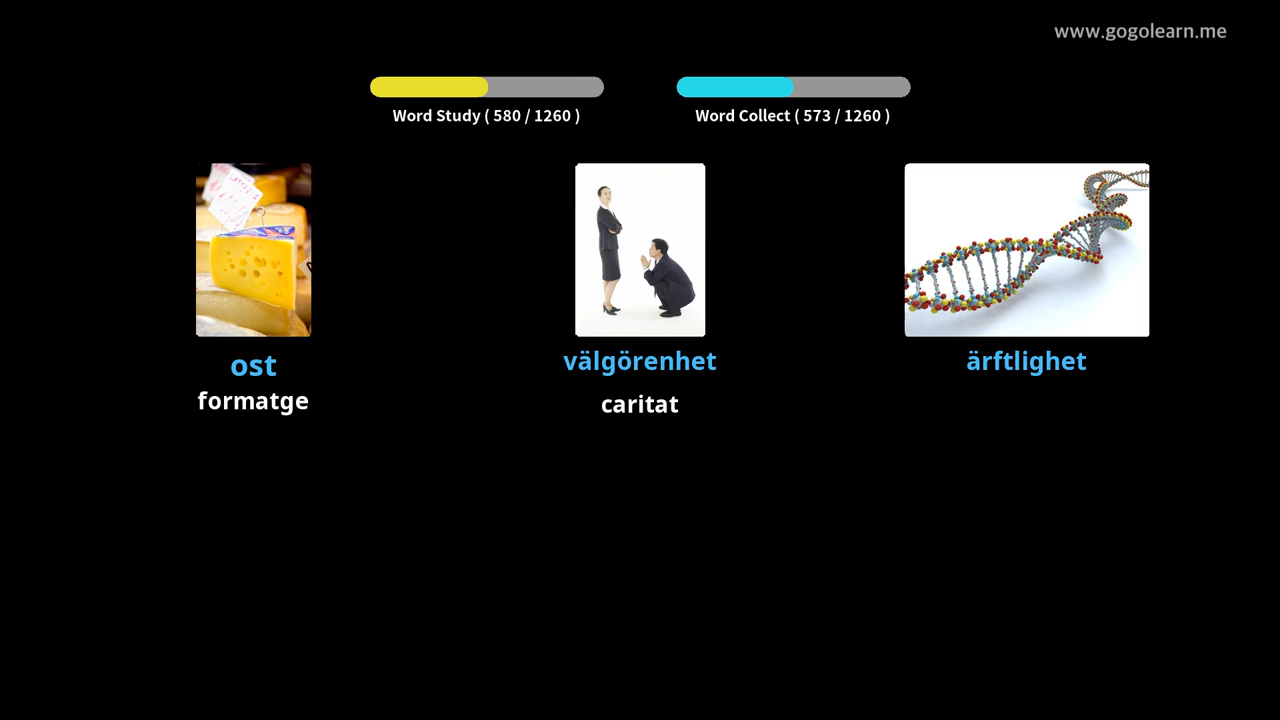 www.gogolearn.me
Word Study ( 580 / 1260 )
Word Collect ( 573 / 1260 )
ost
formatge
välgörenhet
caritat
ärftlighet